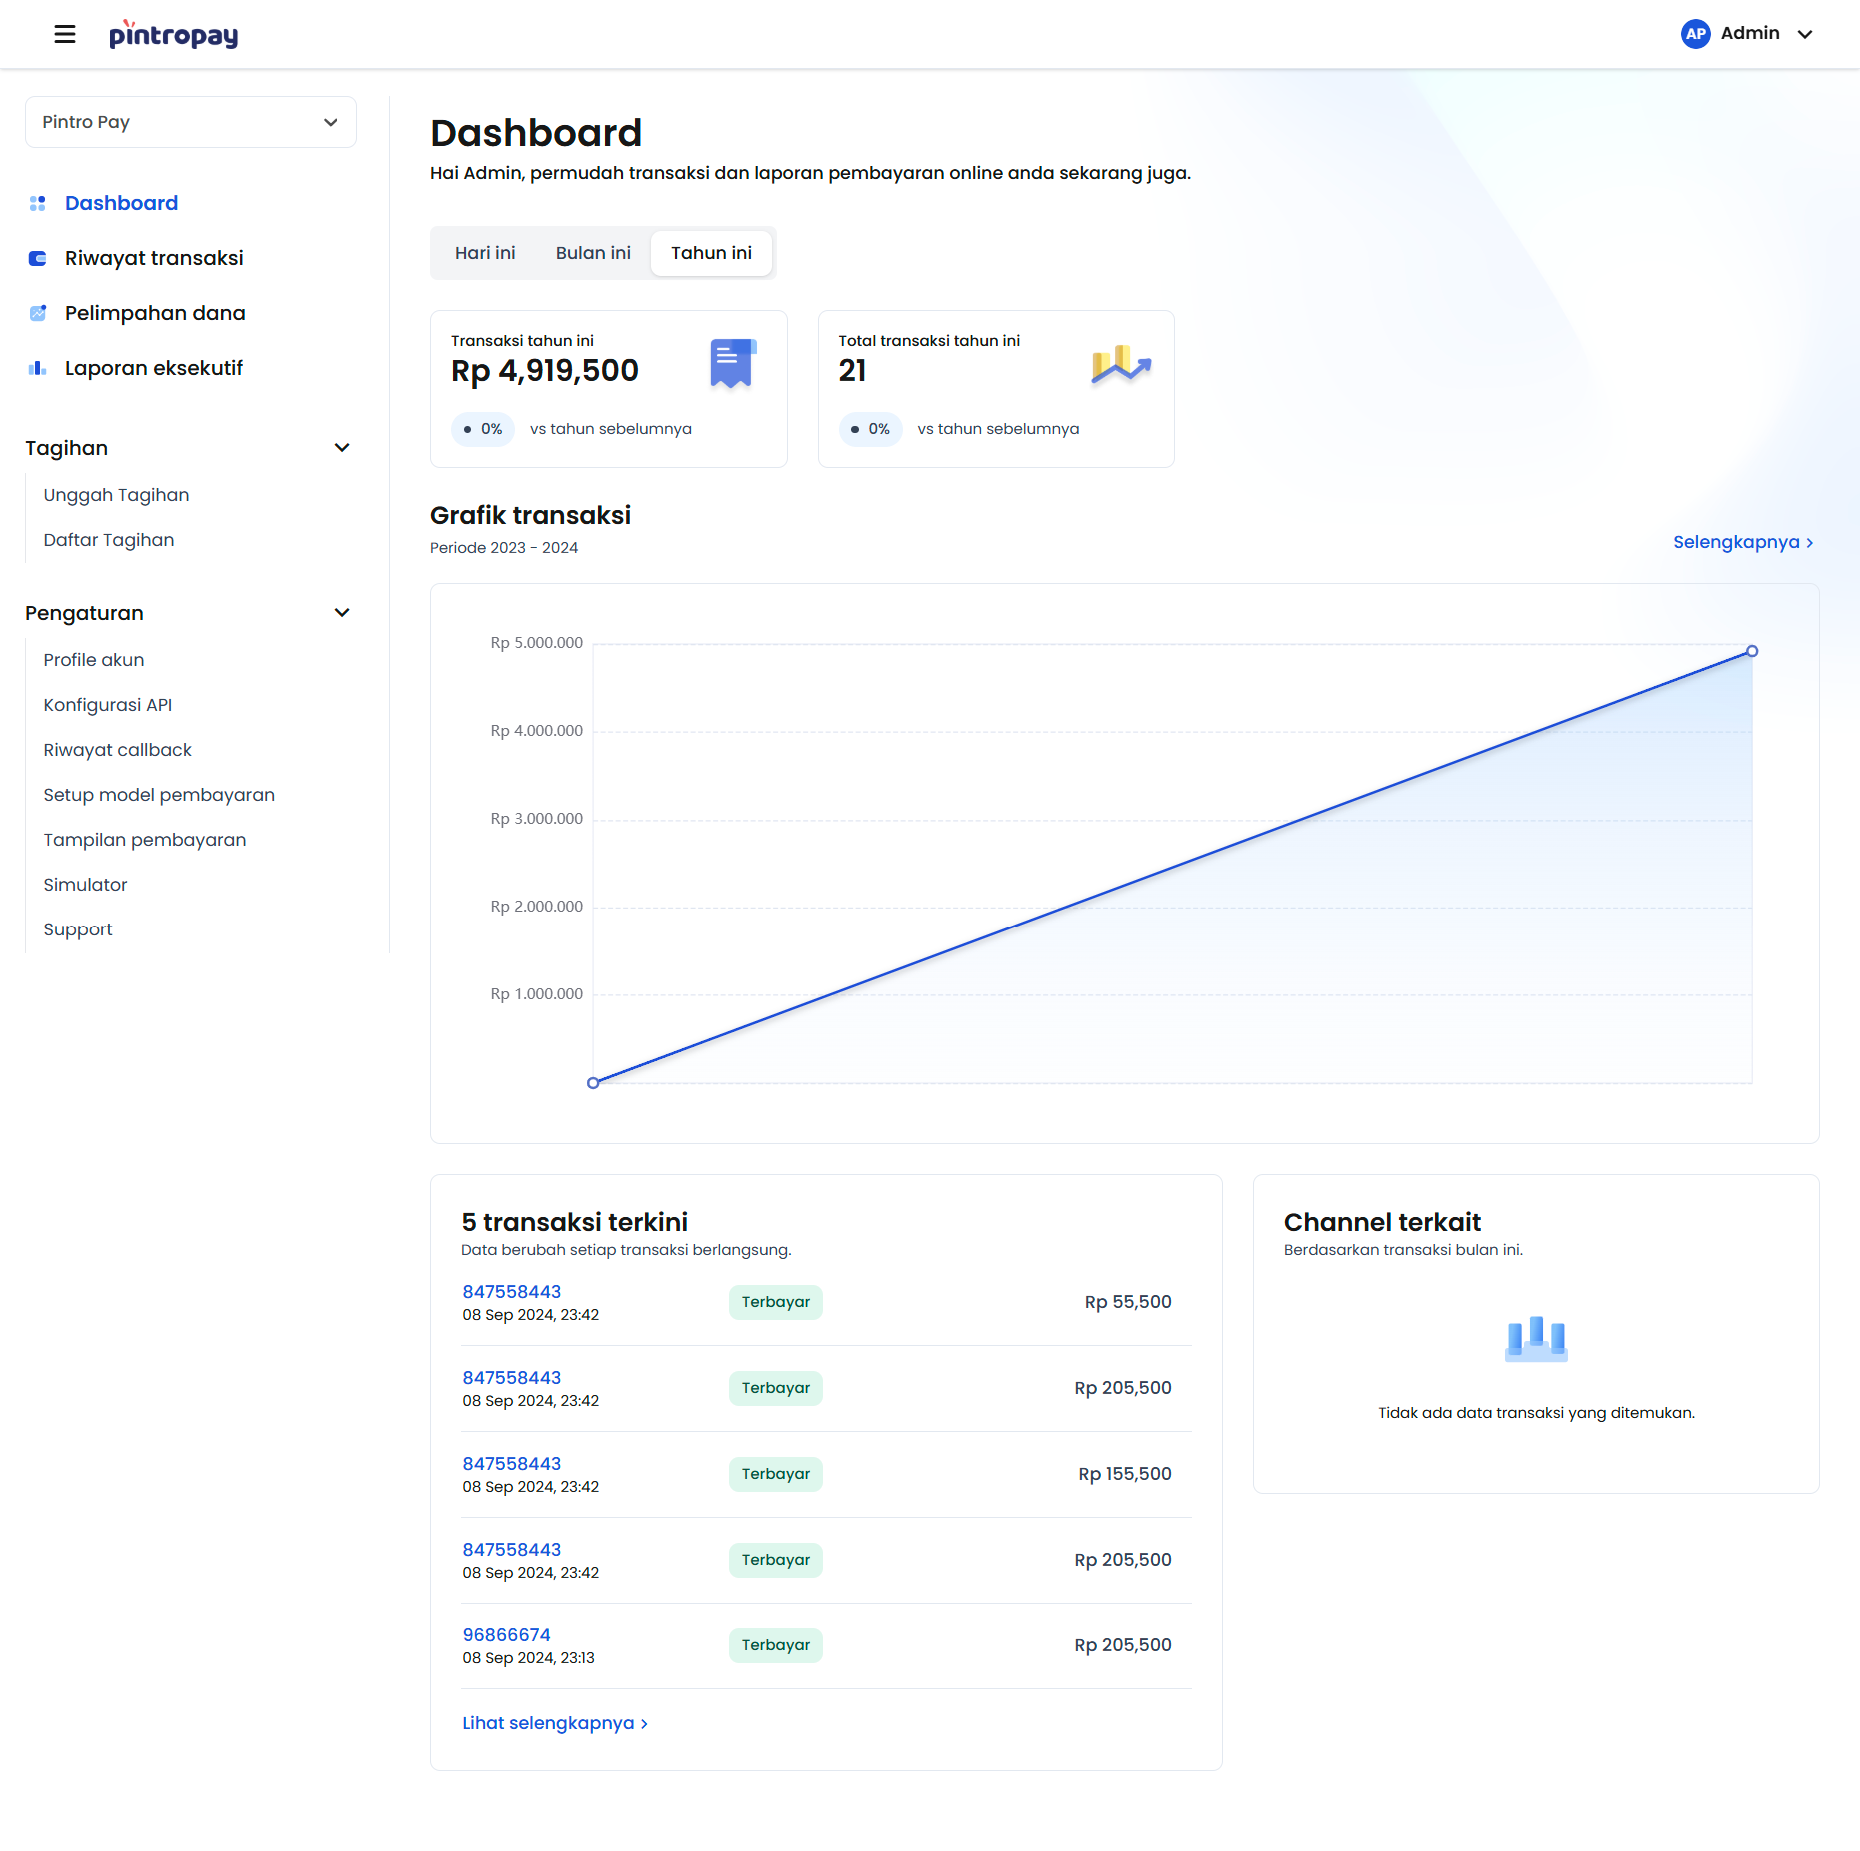 pintropay
AP Admin
Pintro Pay
Dashboard
Riwayat transaksi
Pelimpahan dana
Laporan eksekutif
Tagihan
Unggah Tagihan
Daftar Tagihan
Pengaturan
Profile akun
Konfigurasi API
Riwayat callback
Setup model pembayaran
Tampilan pembayaran
Simulator
Support
Dashboard
Hai Admin, permudah transaksi dan laporan pembayaran online anda sekarang juga.
Hari ini Bulan ini Tahun ini
Transaksi tahun ini
Rp 4,919,500
0% vs tahun sebelumnya
Total transaksi tahun ini
21
0% vs tahun sebelumnya
Grafik transaksi
Periode 2023 - 2024
Selengkapnya
Rp 5.000.000
Rp 4.000.000
Rp 3.000.000
Rp 2.000.000
Rp 1.000.000
5 transaksi terkini
Data berubah setiap transaksi berlangsung.
847558443
08 Sep 2024, 23:42
Terbayar
Rp 55,500
847558443
08 Sep 2024, 23:42
Terbayar
Rp 205,500
847558443
08 Sep 2024, 23:42
Terbayar
Rp 155,500
847558443
08 Sep 2024, 23:42
Terbayar
Rp 205,500
96866674
08 Sep 2024, 23:13
Terbayar
Rp 205,500
Lihat selengkapnya
Channel terkait
Berdasarkan transaksi bulan ini.
Tidak ada data transaksi yang ditemukan.